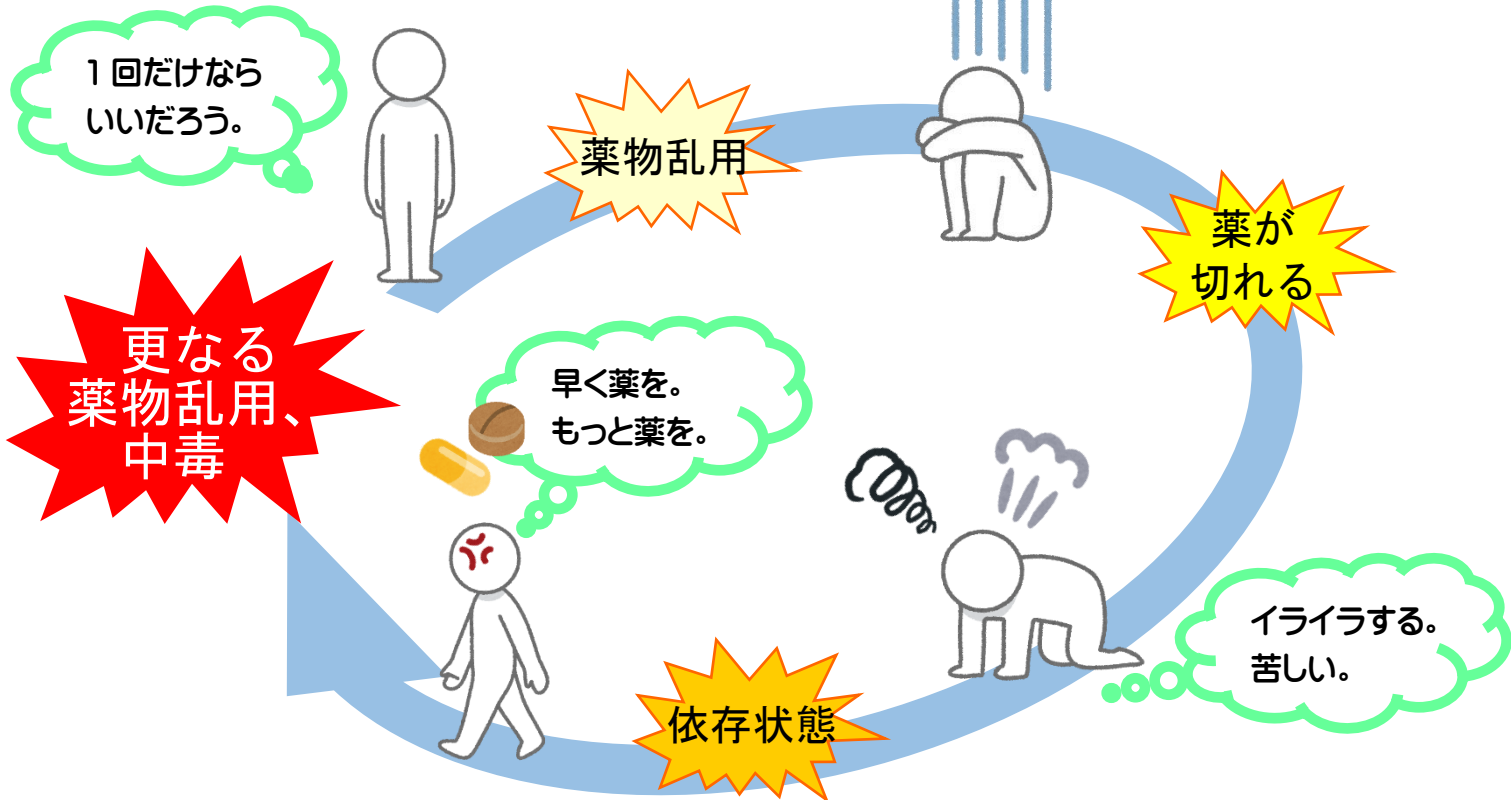 1回だけなら
いいだろう。
薬物乱用
薬が
切れる
イライラする。
苦しい。
依存状態
早く薬を。
もっと薬を。
更なる
薬物乱用、
中毒